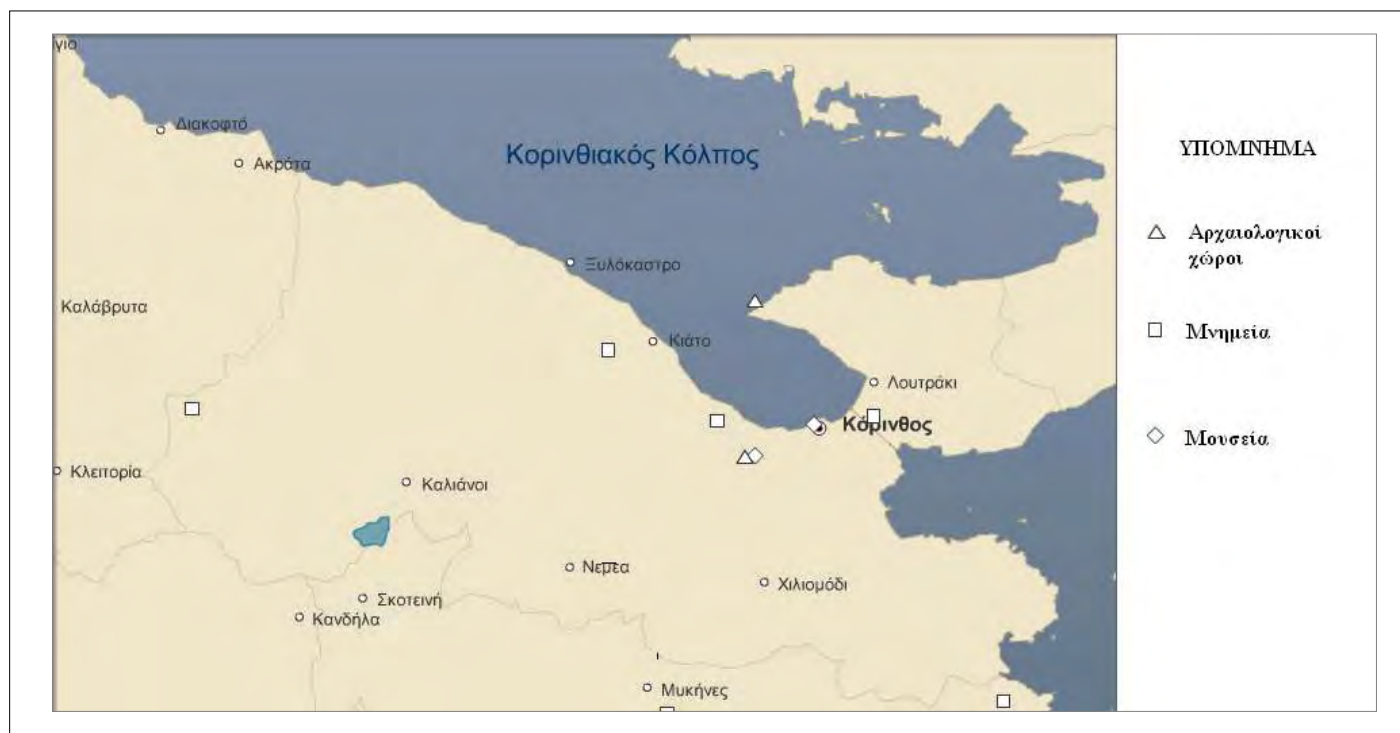 γιο
Διακοφτό
Ακράτα
Κορινθιακός Κόλπος
Ξυλόκαστρο
Καλάβρυτα
Κιάτο
Λουτράκι
Κόρινθος
Κλειτορία
Καλιάνοι
Νεμέα
Χιλιομόδι
Σκοτεινή
Κανδήλα
Μυκήνες
ΥΠΟΜΝΗΜΑ
Αρχαιολογικοί
χώροι
Μνημεία
Μουσεία